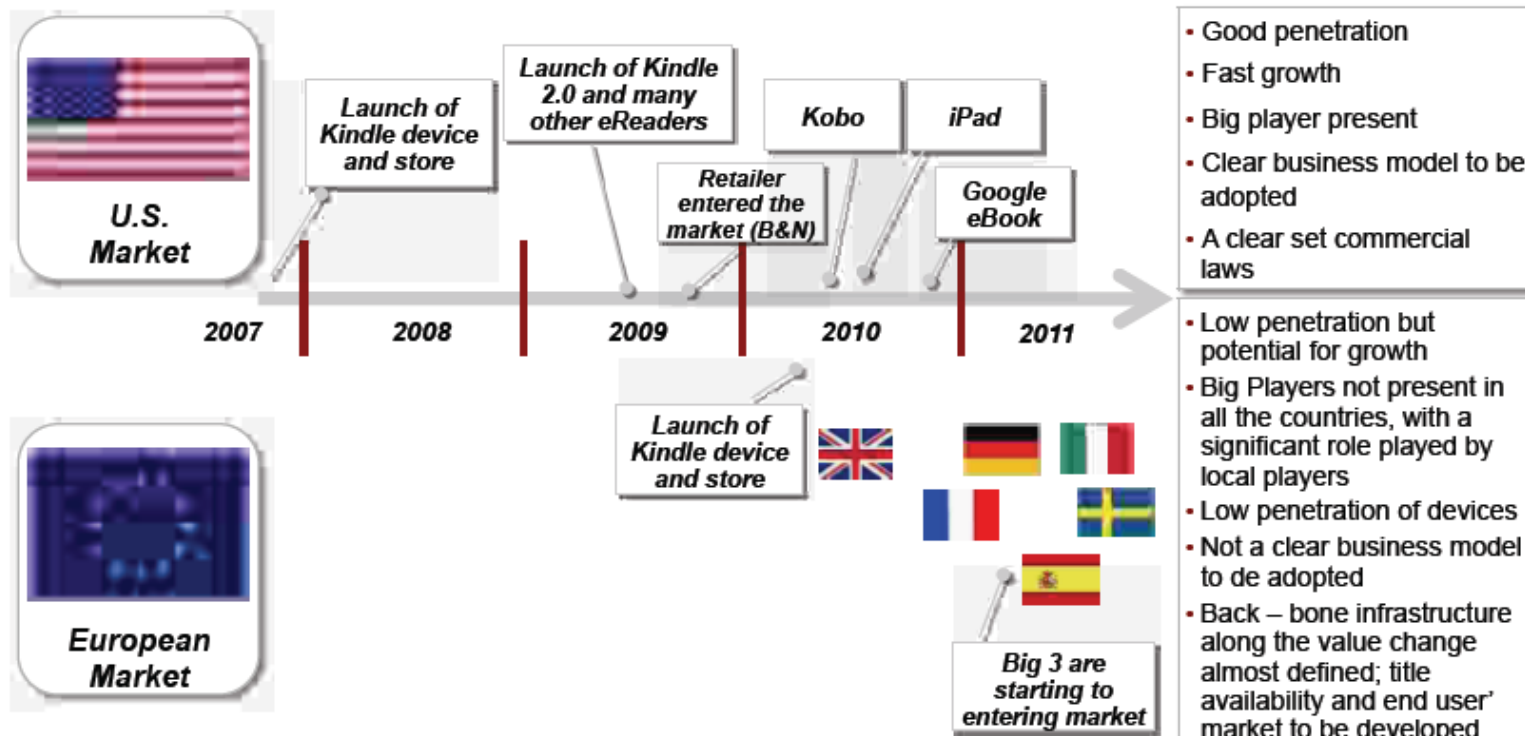 Launch of
Kindle device
and store
Launch of Kindle
2.0 and many
other eReaders
Retailer
entered the
market (B&N)
Kobo
iPad
Google
eBook
U.S.
Market
2007
2008
2009
2010
2011
• Good penetration
• Fast growth
• Big player present
• Clear business model to be
adopted
• A clear set commercial
laws
European
Market
Launch of
Kindle device
and store
Big 3 are
starting to
entering market
• Low penetration but
potential for growth
• Big Players not present in
all the countries, with a
significant role played by
local players
• Low penetration of devices
• Not a clear business model
to de adopted
• Back – bone infrastructure
along the value change
almost defined; title
availability and end user’
market to be developed